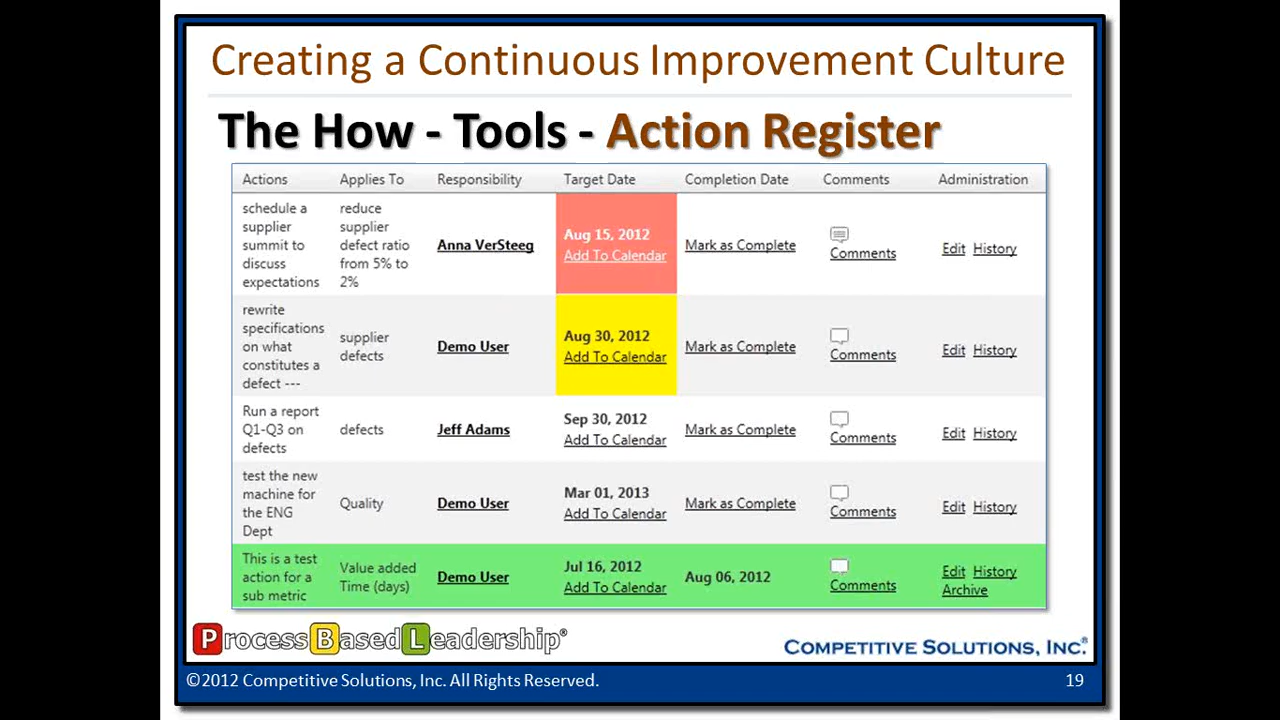 Creating a Continuous Improvement Culture
The How - Tools - Action Register
Actions Applies To Responsibility Target Date Completion Date Comments Administration
schedule a
supplier
summit to
discuss
expectations
reduce
supplier
defect ratio
from 5% to
2%
Anna VerSteeg
Aug 15, 2012
Add To Calendar
Mark as Complete
Comments
Edit History
rewrite
specifications
on what
constitutes a
defect ---
supplier
defects
Demo User
Aug 30, 2012
Add To Calendar
Mark as Complete
Comments
Edit History
Run a report
Q1-Q3 on
defects
defects
Jeff Adams
Sep 30, 2012
Add To Calendar
Mark as Complete
Comments
Edit History
test the new
machine for
the ENG
Dept
Quality
Demo User
Mar 01, 2013
Add To Calendar
Mark as Complete
Comments
Edit History
This is a test
action for a
sub metric
Value added
Time (days)
Demo User
Jul 16, 2012
Add To Calendar
Aug 06, 2012
Comments
Edit History
Archive
ProcessBasedLeadership®
COMPETITIVE SOLUTIONS, INC.®
©2012 Competitive Solutions, Inc. All Rights Reserved. 19